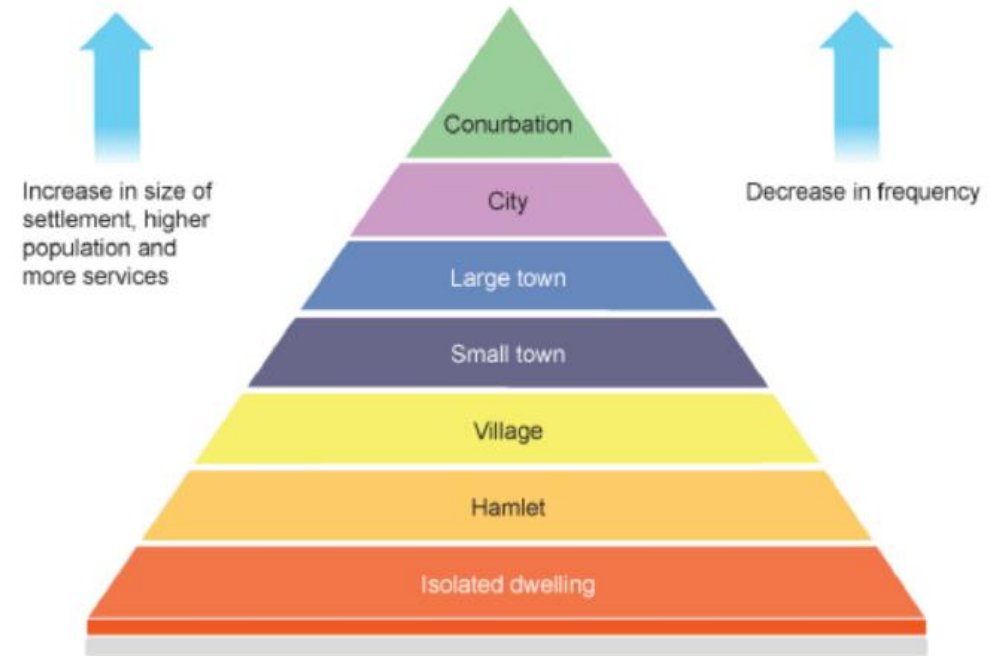 Conurbation
City
Large town
Small town
Village
Hamlet
Isolated dwelling
Increase in size of
settlement, higher
population and
more services
Decrease in frequency